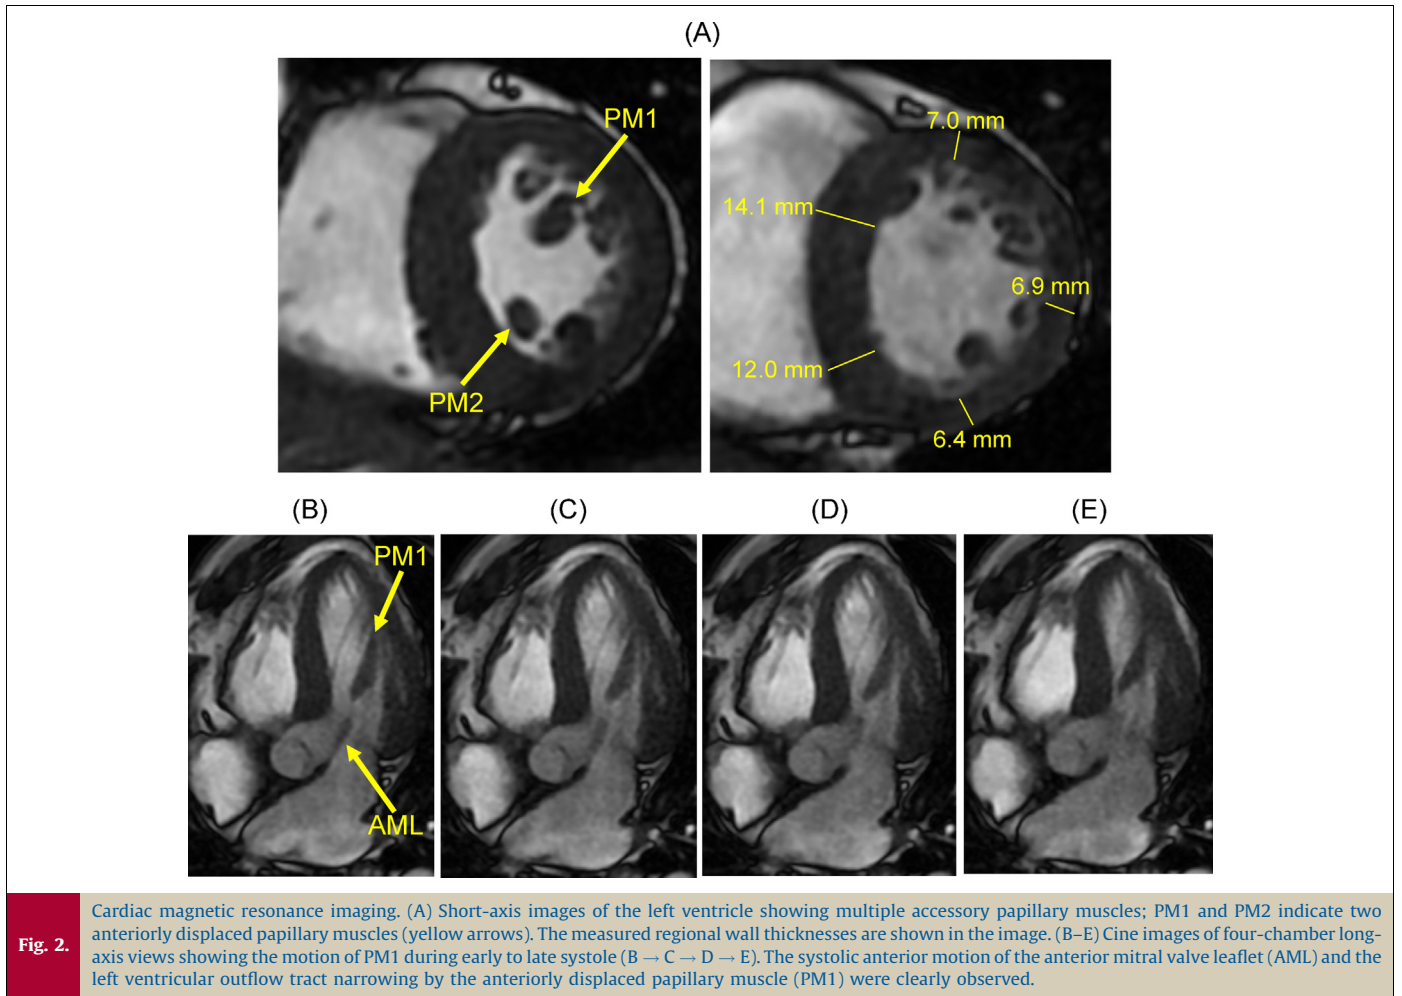 (A)
PM1
PM2
7.0 mm
14.1 mm
6.9 mm
12.0 mm
6.4 mm
(B)
(C)
(D)
(E)
PM1
AML
Fig. 2.
Cardiac magnetic resonance imaging. (A) Short-axis images of the left ventricle showing multiple accessory papillary muscles; PM1 and PM2 indicate two
anteriorly displaced papillary muscles (yellow arrows). The measured regional wall thicknesses are shown in the image. (B–E) Cine images of four-chamber long-
axis views showing the motion of PM1 during early to late systole (B → C → D → E). The systolic anterior motion of the anterior mitral valve leaflet (AML) and the
left ventricular outflow tract narrowing by the anteriorly displaced papillary muscle (PM1) were clearly observed.